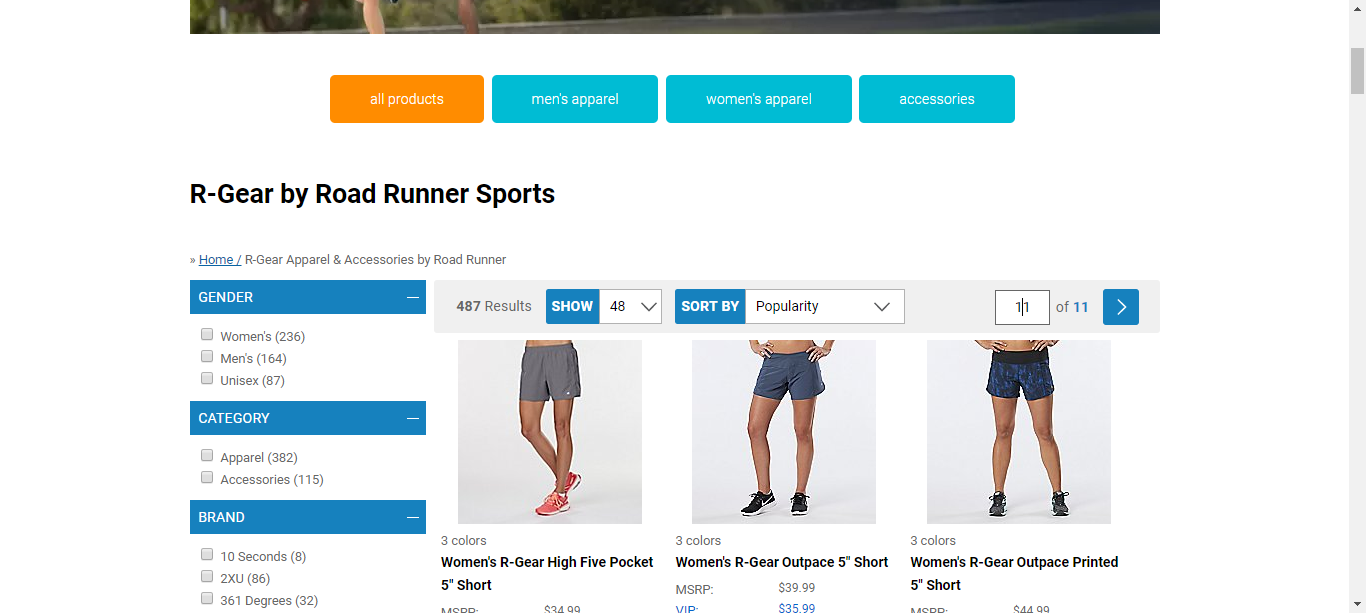 all products
men's apparel
women's apparel
accessories
R-Gear by Road Runner Sports
» Home / R-Gear Apparel & Accessories by Road Runner
GENDER
Women's (236)
Men's (164)
Unisex (87)
CATEGORY
Apparel (382)
Accessories (115)
BRAND
10 Seconds (8)
2XU (86)
361 Degrees (32)
487 Results
SHOW
48
SORT BY
Popularity
11
of 11
3 colors
Women's R-Gear High Five Pocket
5" Short
MSRP: $34.99
3 colors
Women's R-Gear Outpace 5" Short
MSRP: $39.99
VIP: $35.99
3 colors
Women's R-Gear Outpace Printed
5" Short
MSRP: $44.99